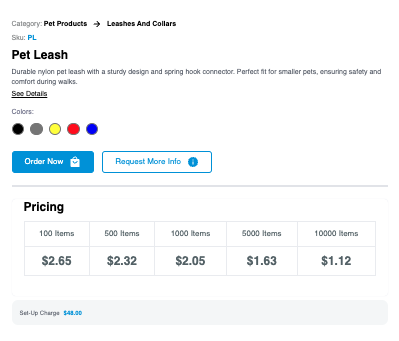 Category: Pet Products → Leashes And Collars
Sku: PL
Pet Leash
Durable nylon pet leash with a sturdy design and spring hook connector. Perfect fit for smaller pets, ensuring safety and
comfort during walks.
See Details
Colors:
Order Now
Request More Info
Pricing
100 Items 500 Items 1000 Items 5000 Items 10000 Items
$2.65 $2.32 $2.05 $1.63 $1.12
Set-Up Charge $48.00